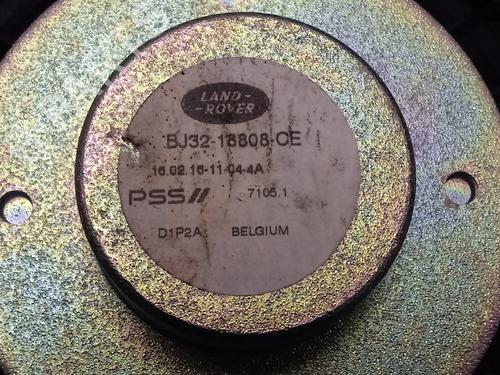 LAND-
-ROVER
BJ32-18808-CE
16.02.16-11-04-4A
PSS// 7105.1
D1P2A BELGIUM